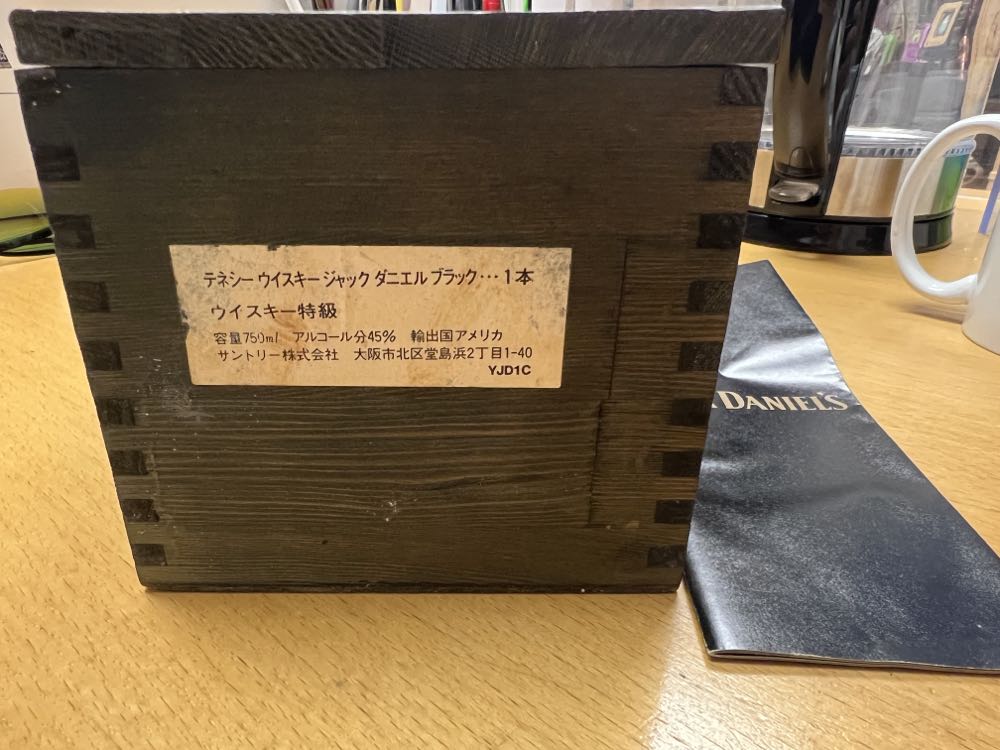 テネシー ウイスキー ジャック ダニエル ブラック…1本
ウイスキー特級
容量750ml アルコール分45% 輸出国アメリカ
サントリー株式会社 大阪市北区堂島浜2丁目1-40
YJD1C
DANIEL'S